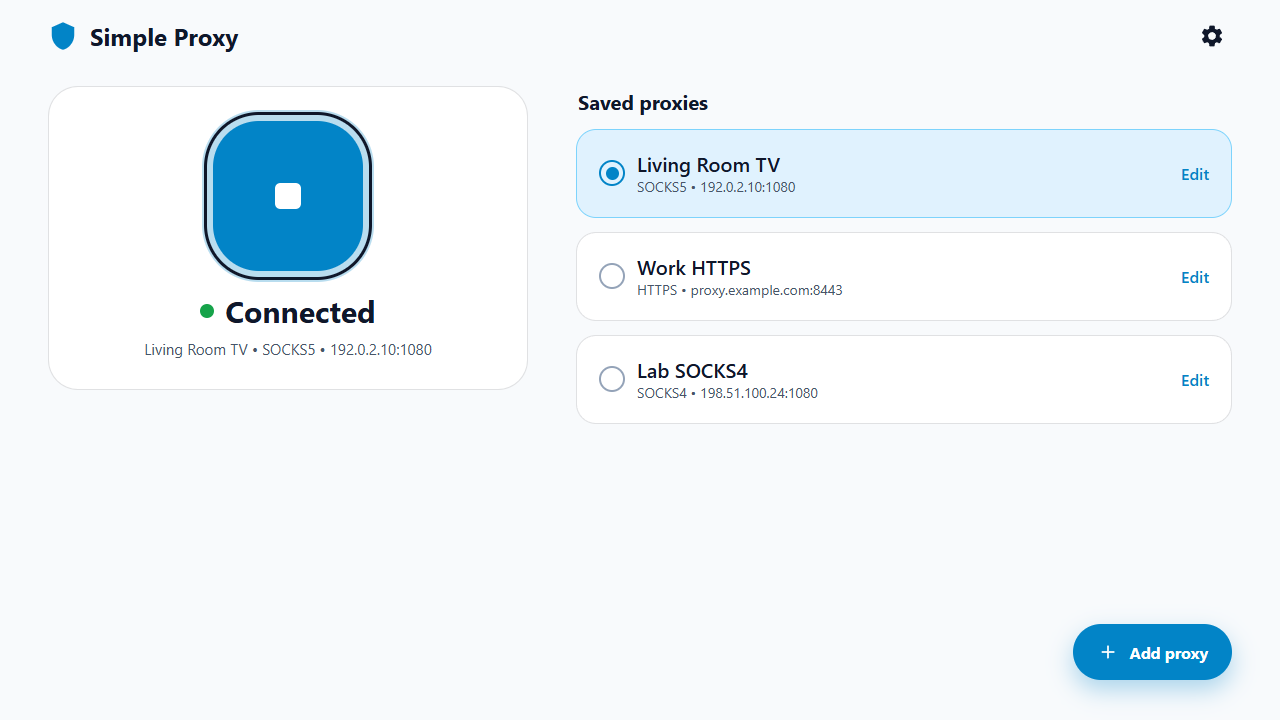 Simple Proxy
Connected
Living Room TV • SOCKS5 • 192.0.2.10:1080
Saved proxies
Living Room TV
SOCKS5 • 192.0.2.10:1080
Edit
Work HTTPS
HTTPS • proxy.example.com:8443
Edit
Lab SOCKS4
SOCKS4 • 198.51.100.24:1080
Edit
Add proxy